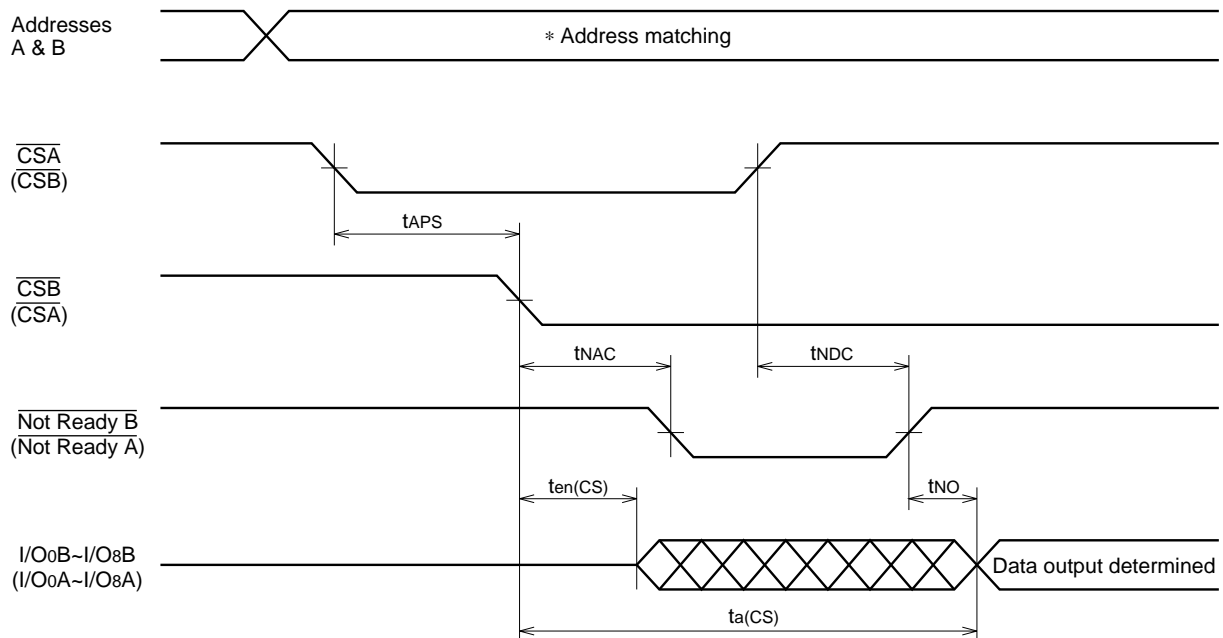 Addresses
A & B
* Address matching
CSA
(CSB)
tAPS
CSB
(CSA)
tNAC
tNDC
Not Ready B
(Not Ready A)
ten(CS)
tNO
I/O0B~I/O8B
(I/O0A~I/O8A)
Data output determined
ta(CS)